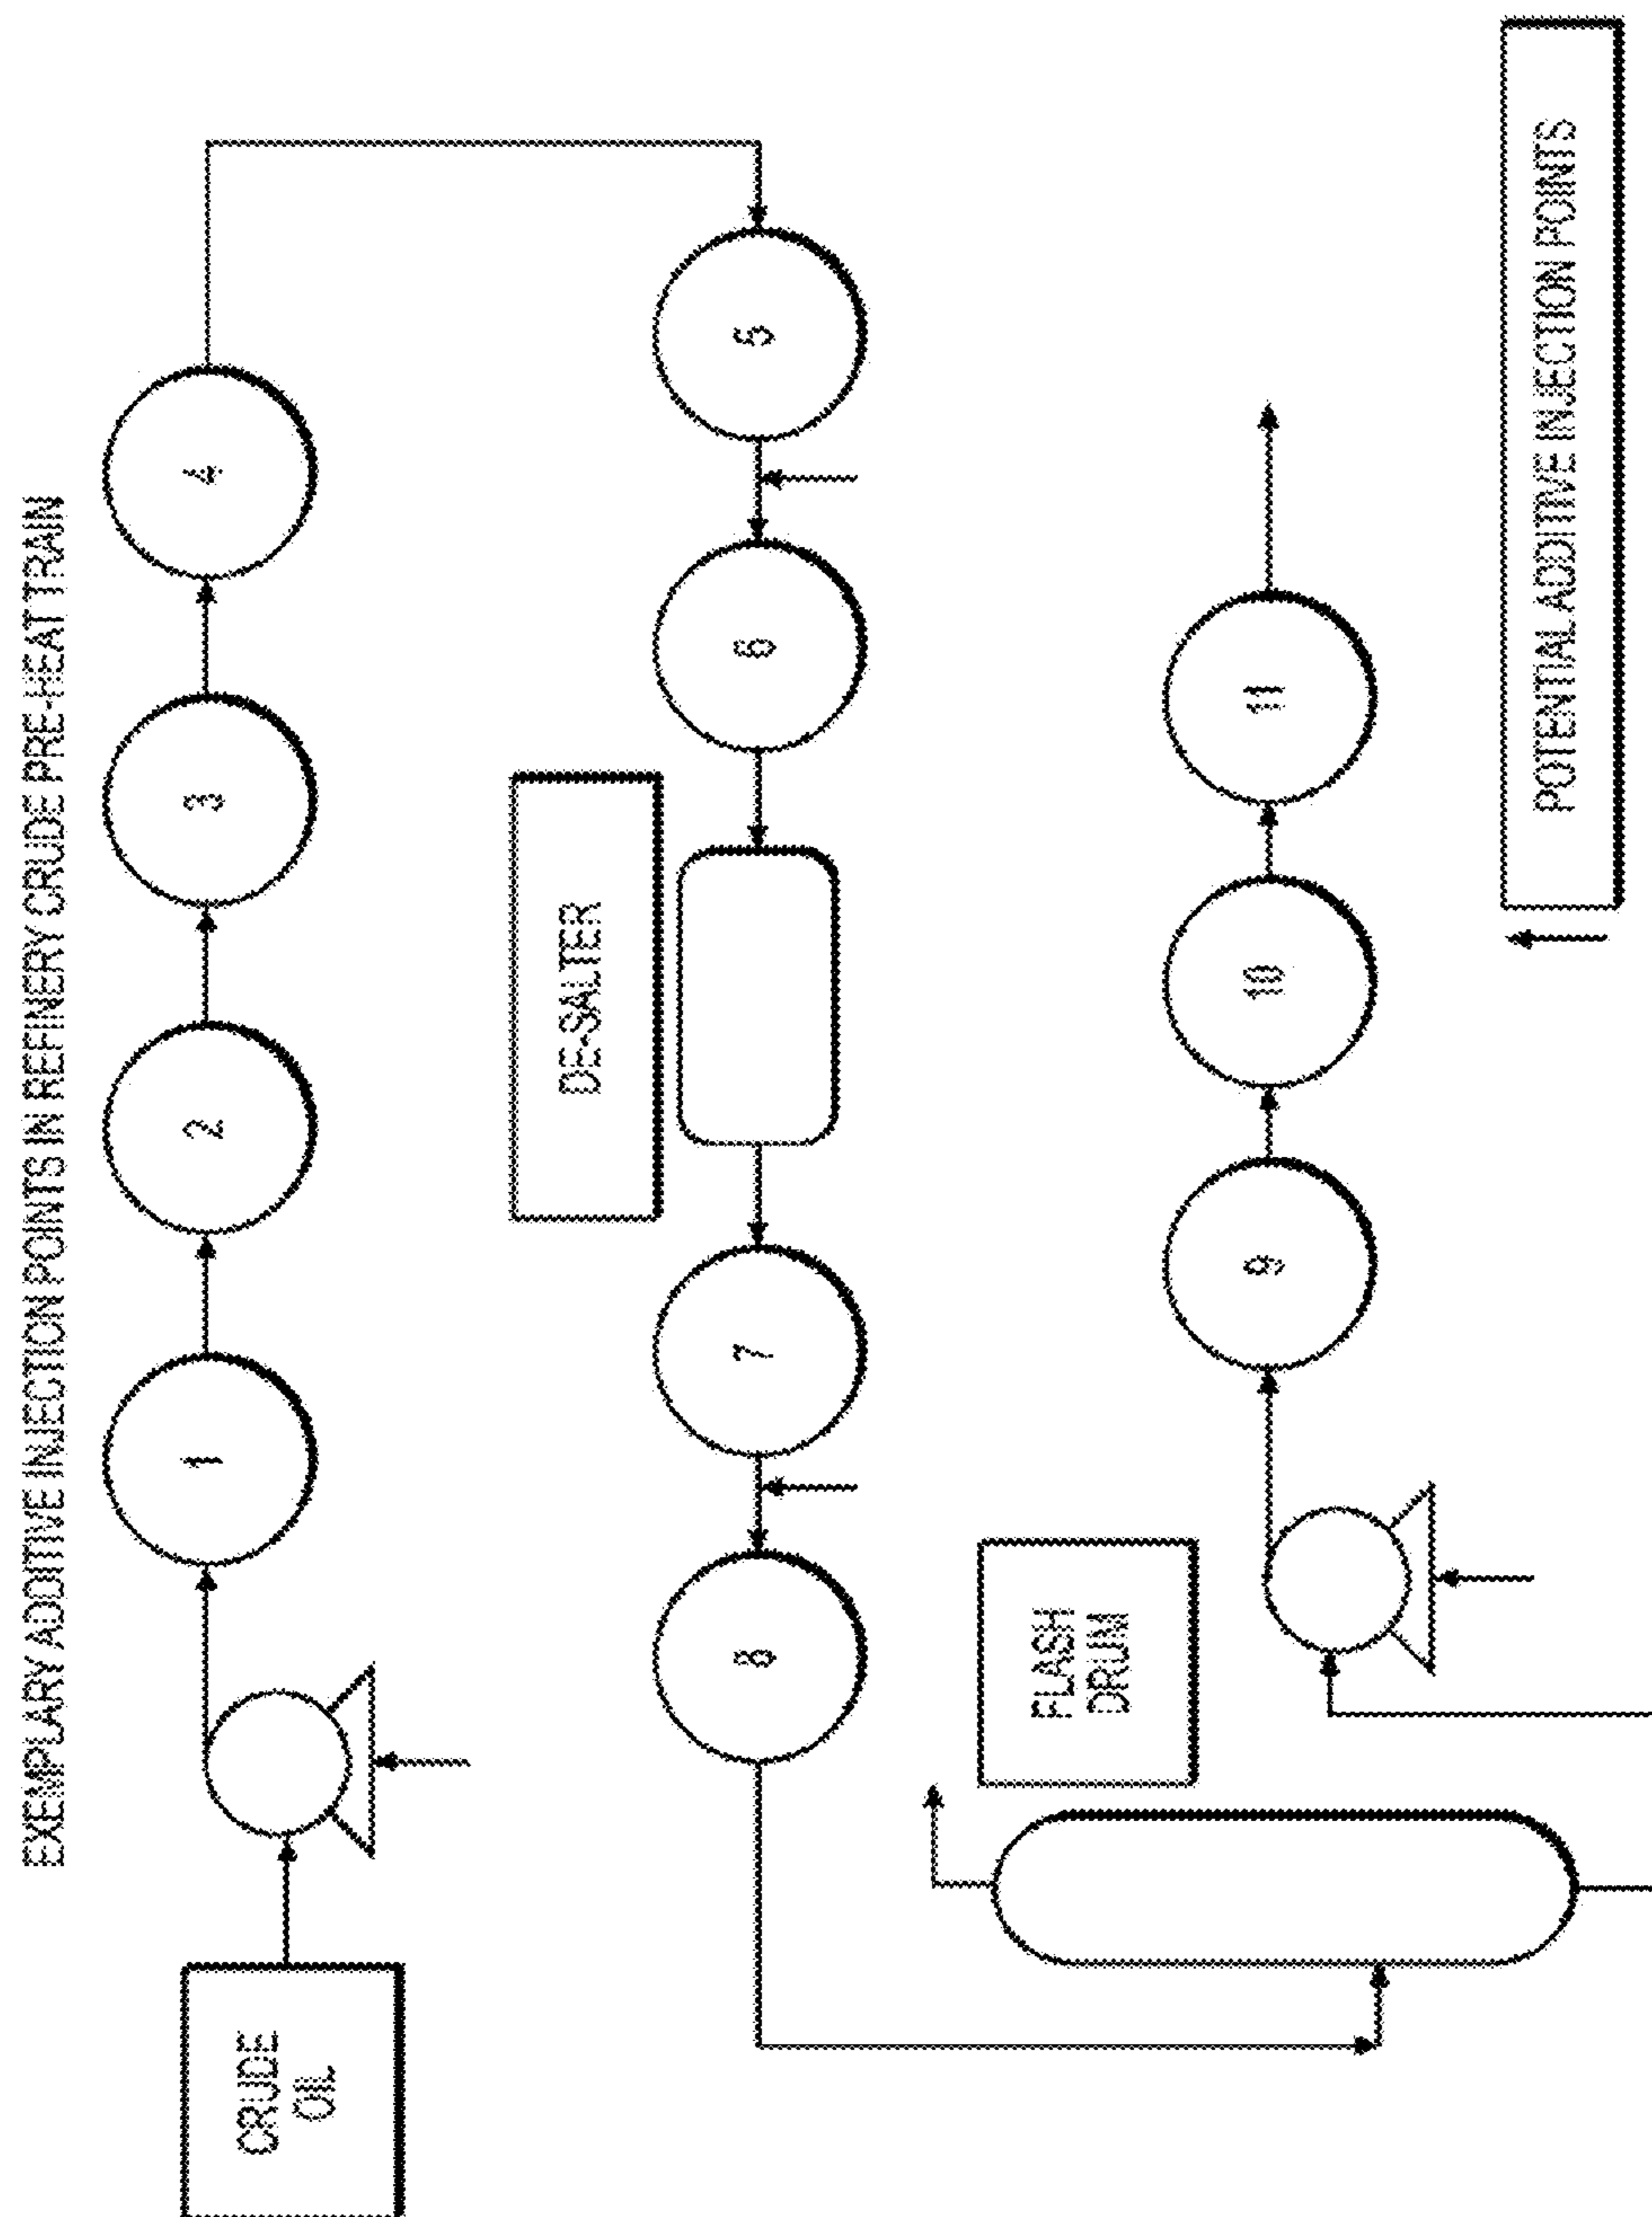 EXEMPLARY ADDITIVE INJECTION POINTS IN REFINERY CRUDE PRE-HEAT TRAIN
CRUDE
OIL
1
2
3
4
5
6
DE-SALTER
7
8
FLASH
DRUM
9
10
11
POTENTIAL ADDITIVE INJECTION POINTS